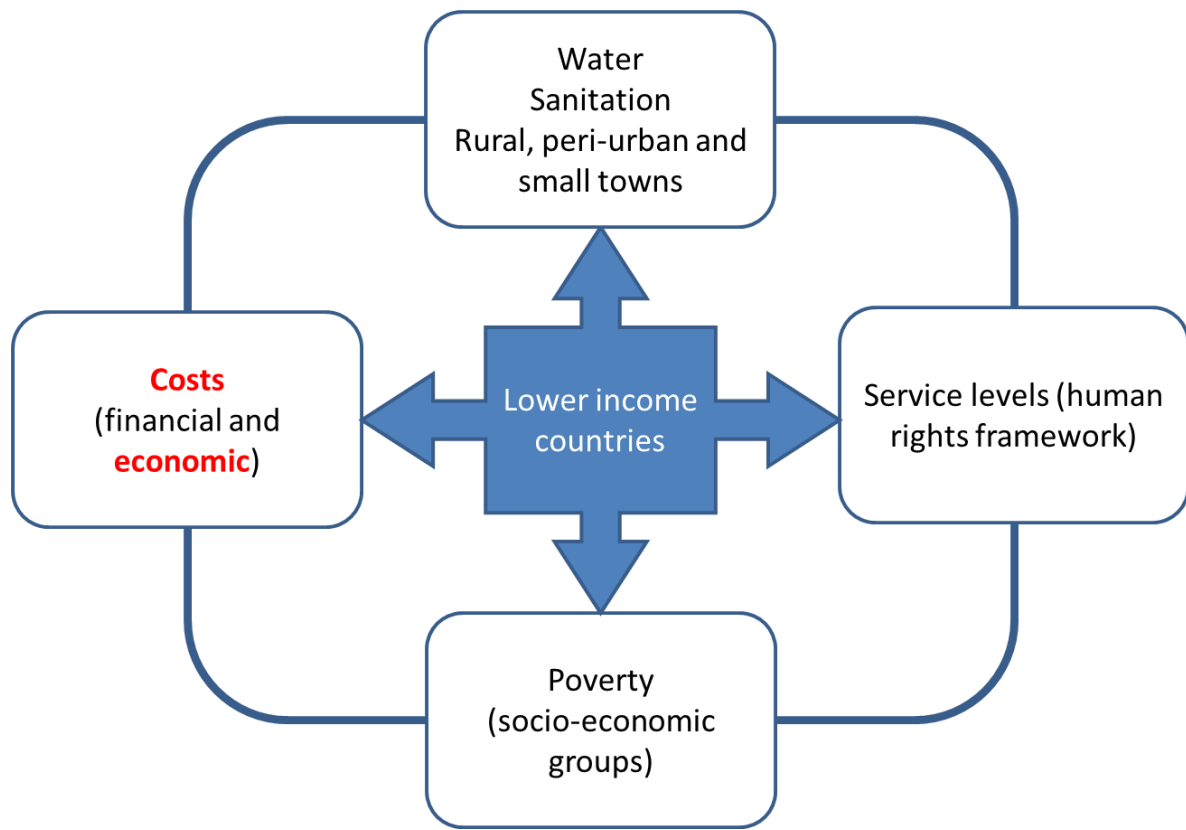 Water
Sanitation
Rural, peri-urban and
small towns
Costs
(financial and
economic)
Lower income
countries
Service levels (human
rights framework)
Poverty
(socio-economic
groups)